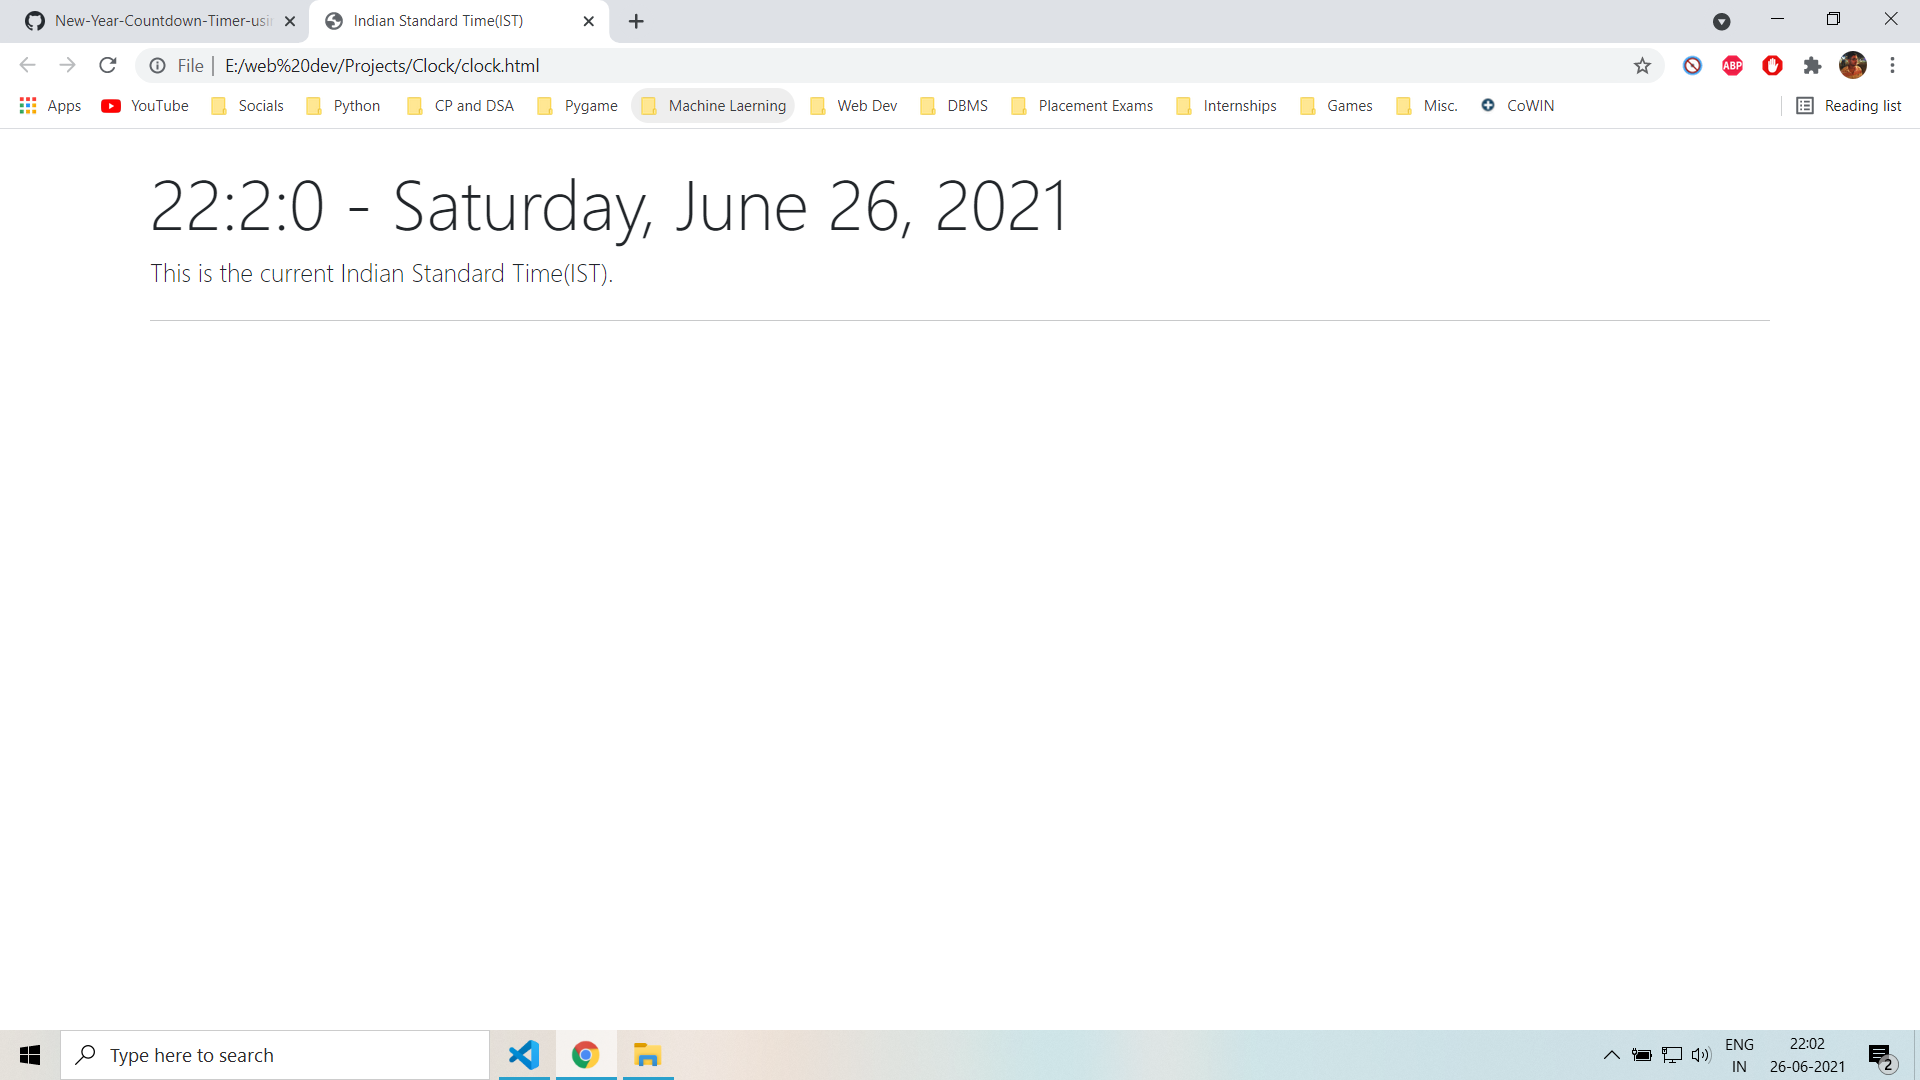 New-Year-Countdown-Timer-usin
Indian Standard Time(IST)
File | E:/web%20dev/Projects/Clock/clock.html
ABP
Apps YouTube Socials Python CP and DSA Pygame Machine Laerning Web Dev DBMS Placement Exams Internships Games Misc. CoWIN Reading list
22:2:0 - Saturday, June 26, 2021
This is the current Indian Standard Time(IST).
Type here to search
ENG
IN
22:02
26-06-2021
2